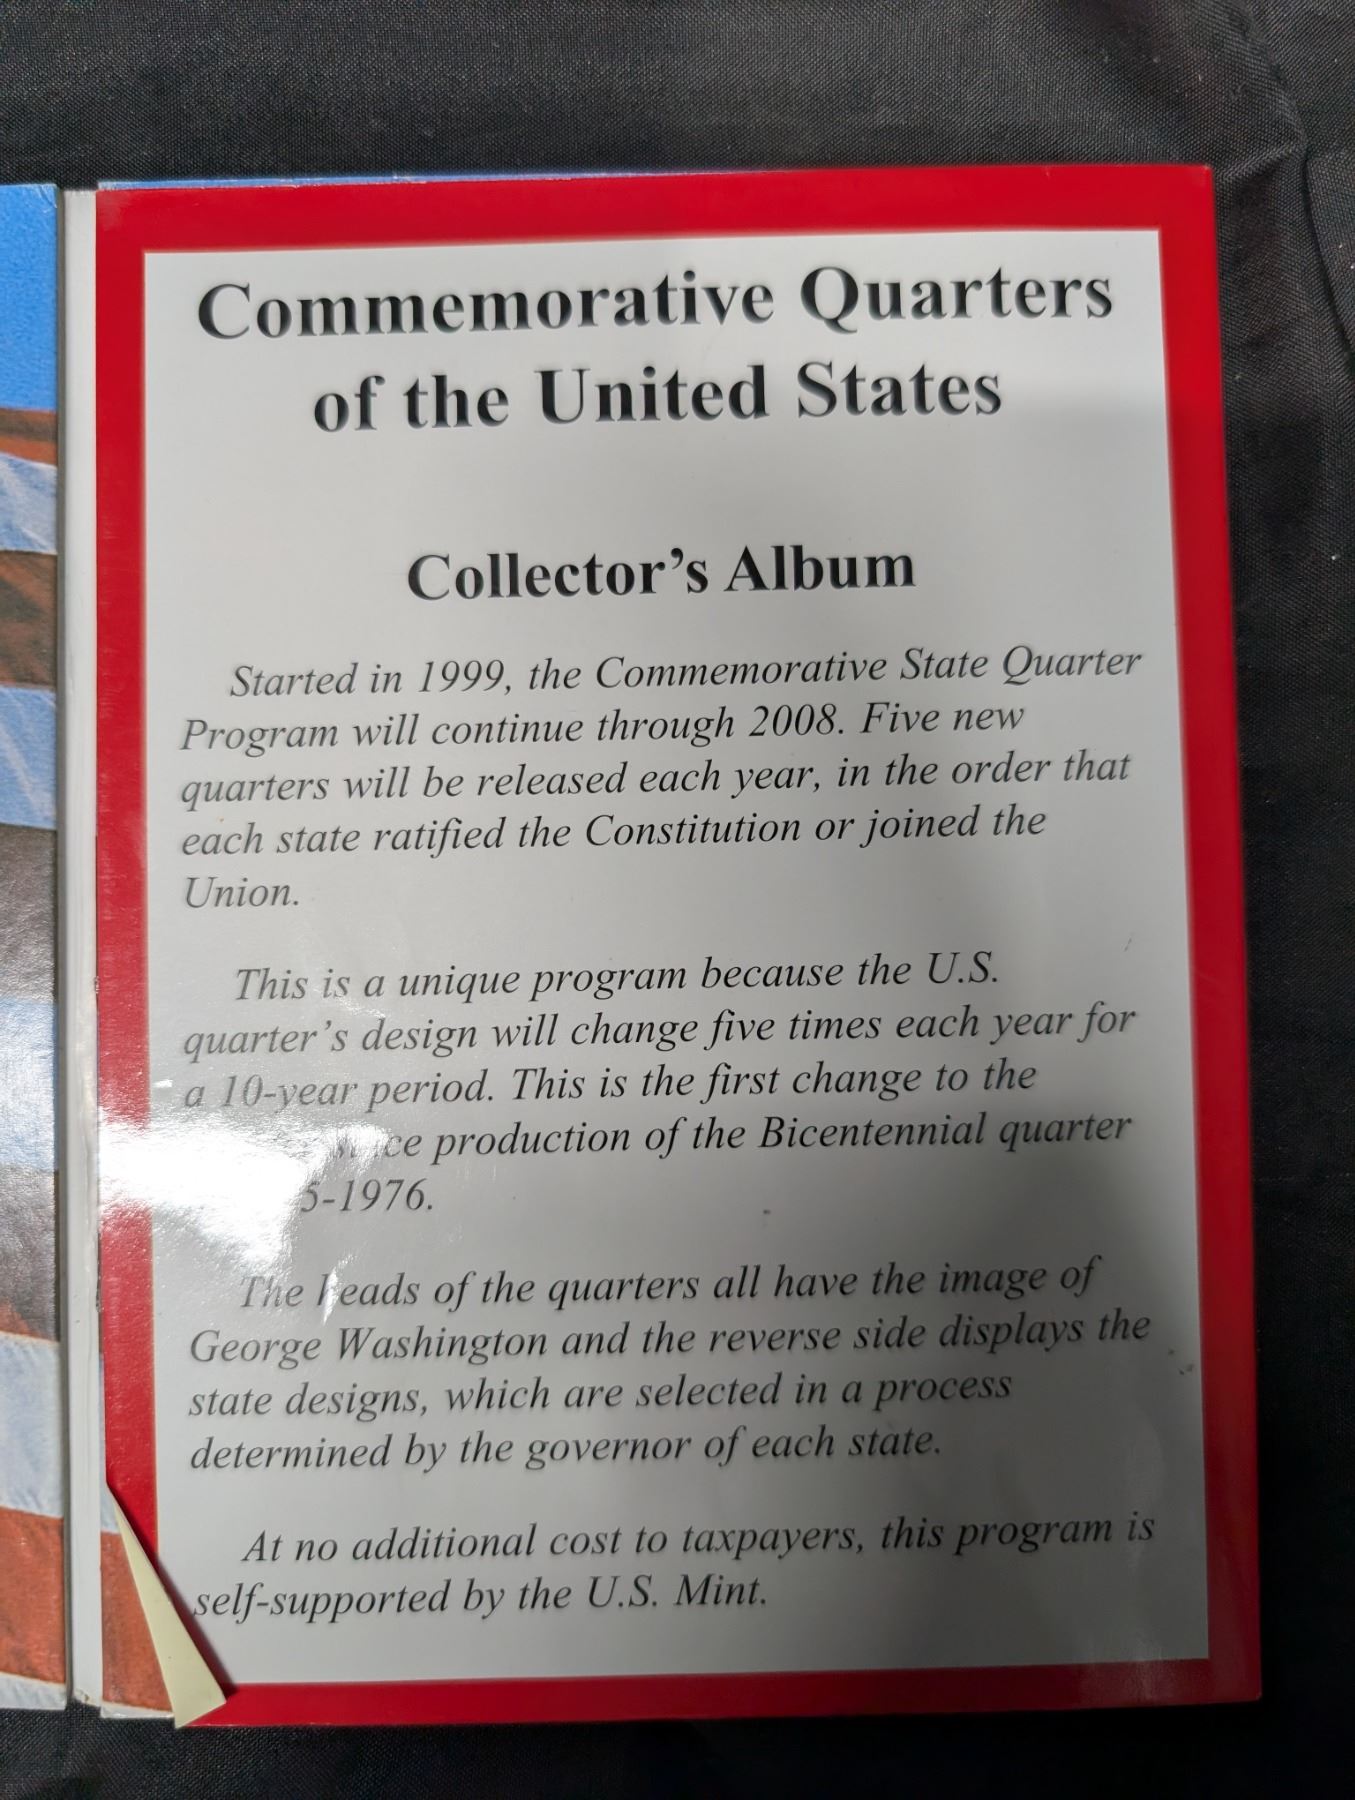 Commemorative Quarters
of the United States
Collector's Album
Started in 1999, the Commemorative State Quarter
Program will continue through 2008. Five new
quarters will be released each year, in the order that
each state ratified the Constitution or joined the
Union.
This is a unique program because the U.S.
quarter's design will change five times each year for
a 10-year period. This is the first change to the
production of the Bicentennial quarter
5-1976.
The heads of the quarters all have the image of
George Washington and the reverse side displays the
state designs, which are selected in a process
determined by the governor of each state.
At no additional cost to taxpayers, this program is
self-supported by the U.S. Mint.